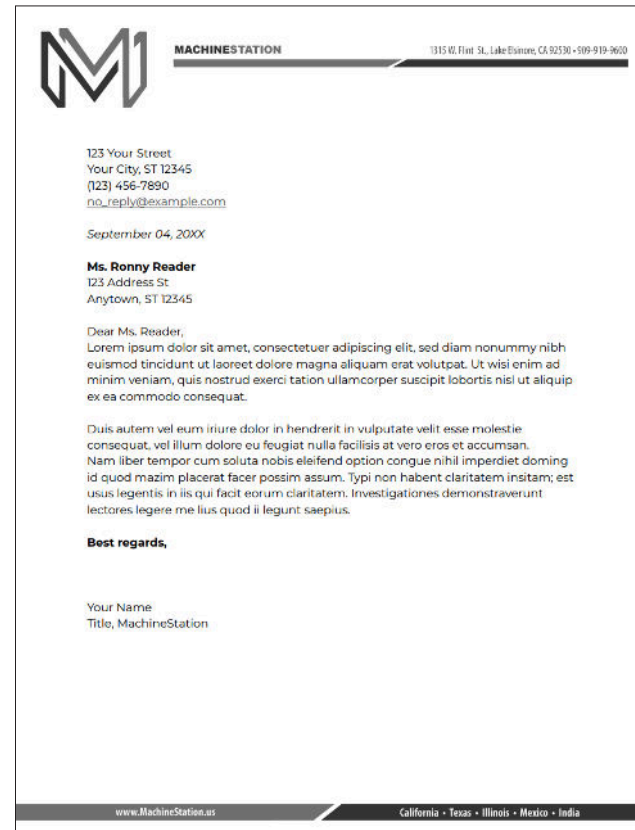 MACHINESTATION
1315 W. Flint St., Lake Elsinore, CA 92530 • 909-919-9600
123 Your Street
Your City, ST 12345
(123) 456-7890
no_reply@example.com
September 04, 20XX
Ms. Ronny Reader
123 Address St
Anytown, ST 12345
Dear Ms. Reader,
Lorem ipsum dolor sit amet, consectetuer adipiscing elit, sed diam nonummy nibh
euismod tincidunt ut laoreet dolore magna aliquam erat volutpat. Ut wisi enim ad
minim veniam, quis nostrud exerci tation ullamcorper suscipit lobortis nisl ut aliquip
ex ea commodo consequat.
Duis autem vel eum iriure dolor in hendrerit in vulputate velit esse molestie
consequat, vel illum dolore eu feugiat nulla facilisis at vero eros et accumsan.
Nam liber tempor cum soluta nobis eleifend option congue nihil imperdiet doming
id quod mazim placerat facer possim assum. Typi non habent claritatem insitam; est
usus legentis in iis qui facit eorum claritatem. Investigationes demonstraverunt
lectores legere me lius quod ii legunt saepius.
Best regards,
Your Name
Title, MachineStation
www.MachineStation.us
California • Texas • Illinois • Mexico • India